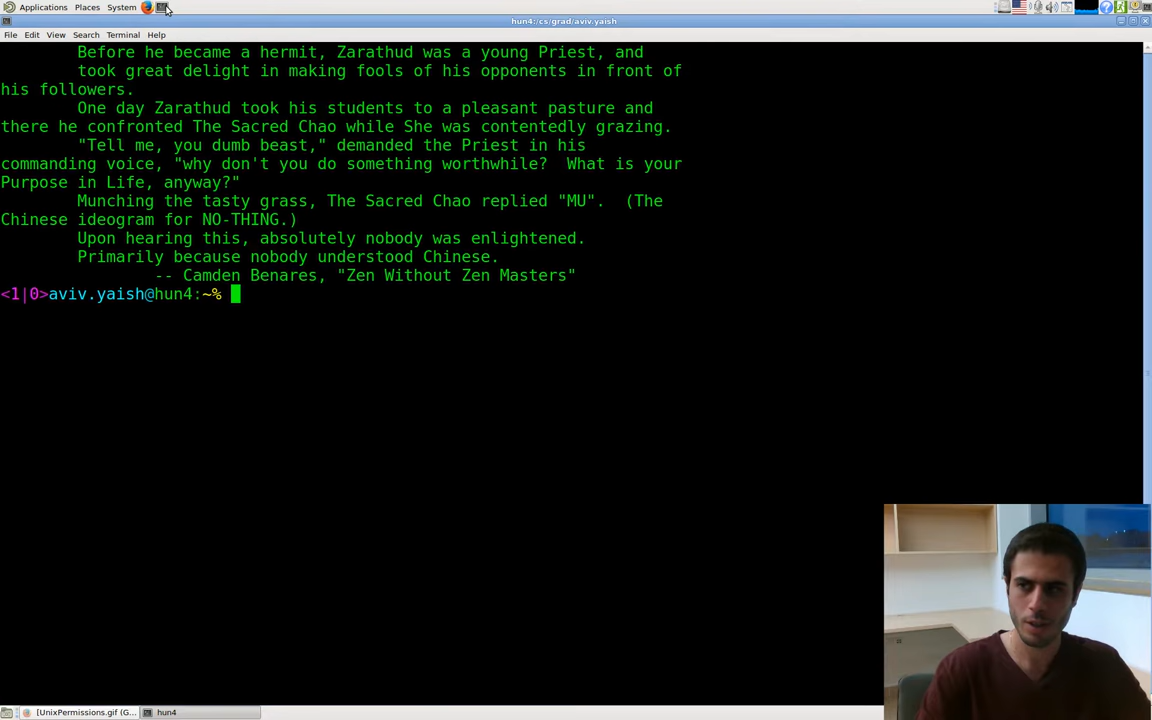 Applications Places System
hun4:/cs/grad/aviv.yaish
File Edit View Search Terminal Help
Before he became a hermit, Zarathud was a young Priest, and
took great delight in making fools of his opponents in front of
his followers.
One day Zarathud took his students to a pleasant pasture and
there he confronted The Sacred Chao while She was contentedly grazing.
"Tell me, you dumb beast," demanded the Priest in his
commanding voice, "why don't you do something worthwhile?  What is your
Purpose in Life, anyway?"
Munching the tasty grass, The Sacred Chao replied "MU".  (The
Chinese ideogram for NO-THING.)
Upon hearing this, absolutely nobody was enlightened.
Primarily because nobody understood Chinese.
-- Camden Benares, "Zen Without Zen Masters"
<1|0>aviv.yaish@hun4:~%
[UnixPermissions.gif (G... hun4